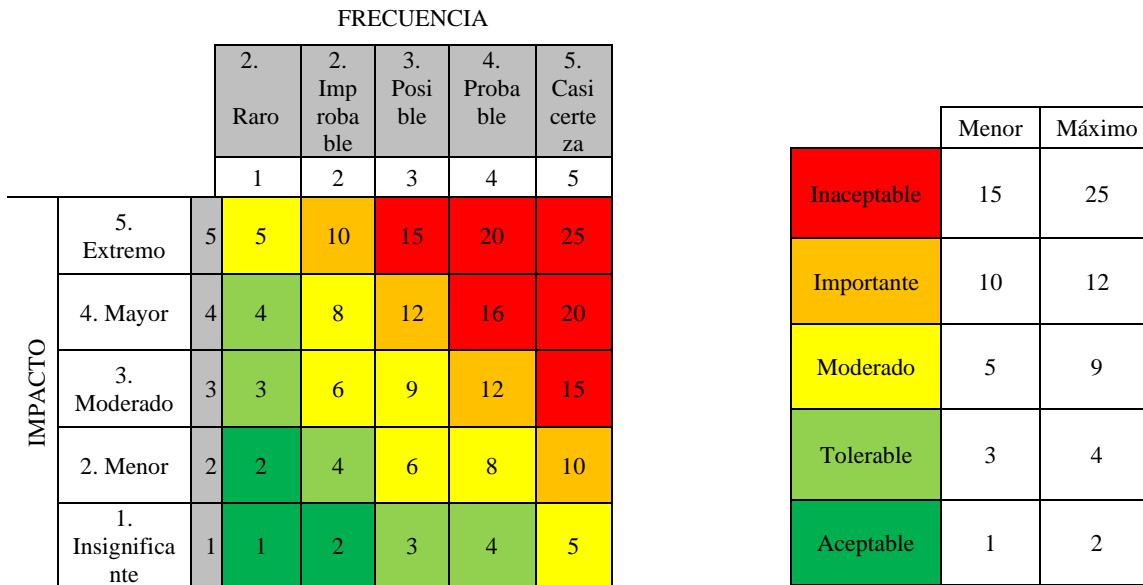 FRECUENCIA
2.
Raro
2.
Imp
roba
ble
3.
Posi
ble
4.
Proba
ble
5.
Casi
certe
za
1 2 3 4 5
IMPACTO
5.
Extremo
5 5 10 15 20 25
4. Mayor 4 4 8 12 16 20
3.
Moderado
3 3 6 9 12 15
2. Menor 2 2 4 6 8 10
1.
Insignifica
nte
1 1 2 3 4 5
Menor Máximo
Inaceptable 15 25
Importante 10 12
Moderado 5 9
Tolerable 3 4
Aceptable 1 2